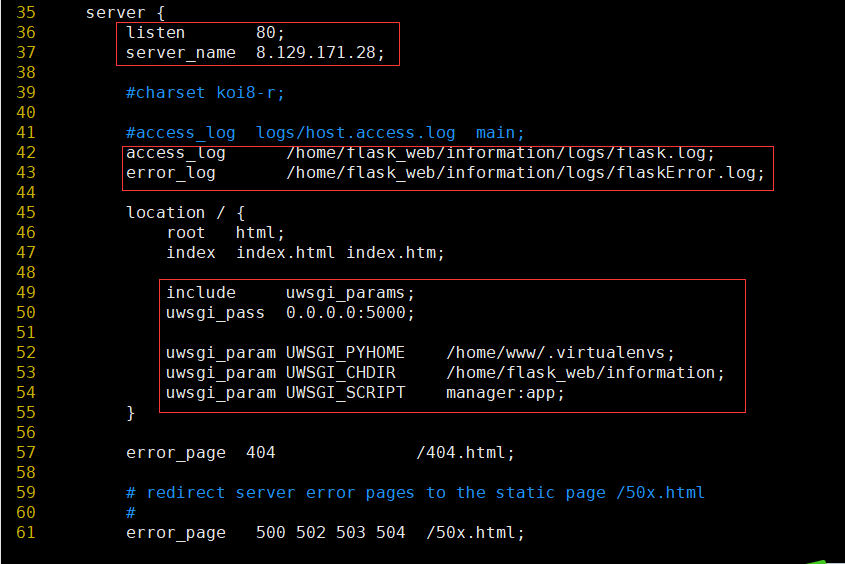 35     server {
36         listen       80;
37         server_name  8.129.171.28;
38
39         #charset koi8-r;
40
41         #access_log  logs/host.access.log  main;
42         access_log      /home/flask_web/information/logs/flask.log;
43         error_log       /home/flask_web/information/logs/flaskError.log;
44
45         location / {
46             root   html;
47             index  index.html index.htm;
48
49             include     uwsgi_params;
50             uwsgi_pass  0.0.0.0:5000;
51
52             uwsgi_param UWSGI_PYHOME    /home/www/.virtualenvs;
53             uwsgi_param UWSGI_CHDIR     /home/flask_web/information;
54             uwsgi_param UWSGI_SCRIPT    manager:app;
55         }
56
57         error_page  404              /404.html;
58
59         # redirect server error pages to the static page /50x.html
60         #
61         error_page   500 502 503 504  /50x.html;